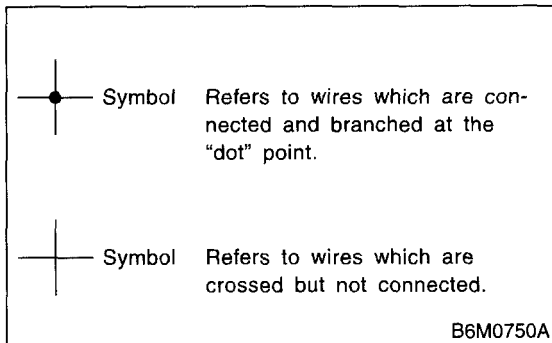 Symbol Refers to wires which are con-
nected and branched at the
“dot” point.
Symbol Refers to wires which are
crossed but not connected.
B6M0750A